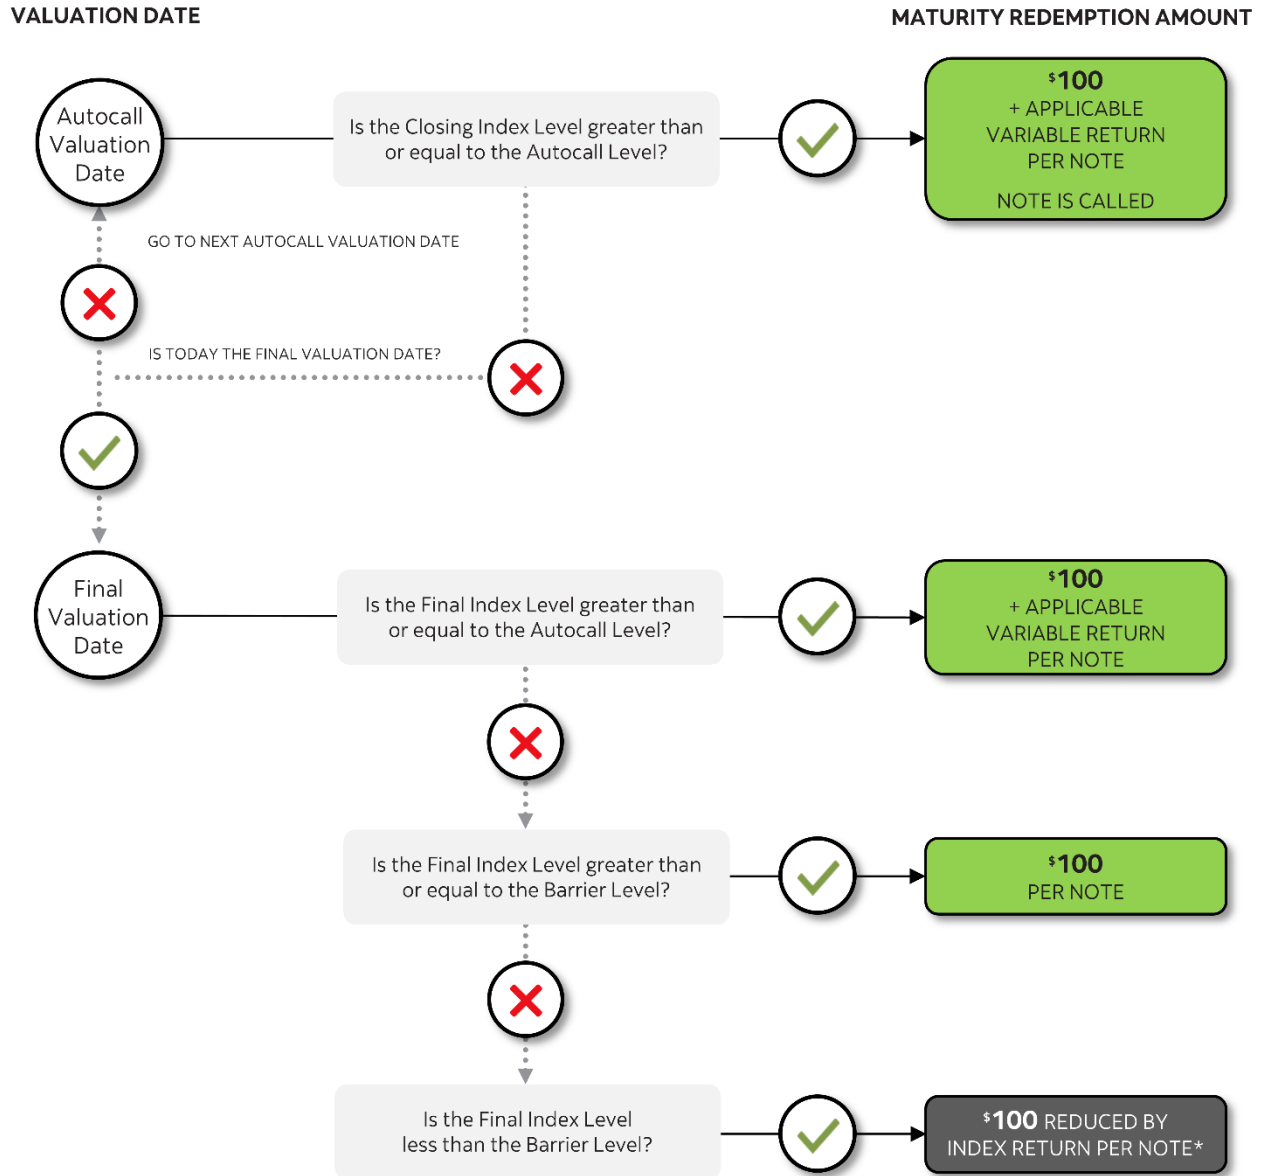 VALUATION DATE
MATURITY REDEMPTION AMOUNT
Autocall
Valuation
Date
Is the Closing Index Level greater than
or equal to the Autocall Level?
$100
+ APPLICABLE
VARIABLE RETURN
PER NOTE
NOTE IS CALLED
GO TO NEXT AUTOCALL VALUATION DATE
IS TODAY THE FINAL VALUATION DATE?
Final
Valuation
Date
Is the Final Index Level greater than
or equal to the Autocall Level?
$100
+ APPLICABLE
VARIABLE RETURN
PER NOTE
Is the Final Index Level greater than
or equal to the Barrier Level?
$100
PER NOTE
Is the Final Index Level
less than the Barrier Level?
$100 REDUCED BY
INDEX RETURN PER NOTE*